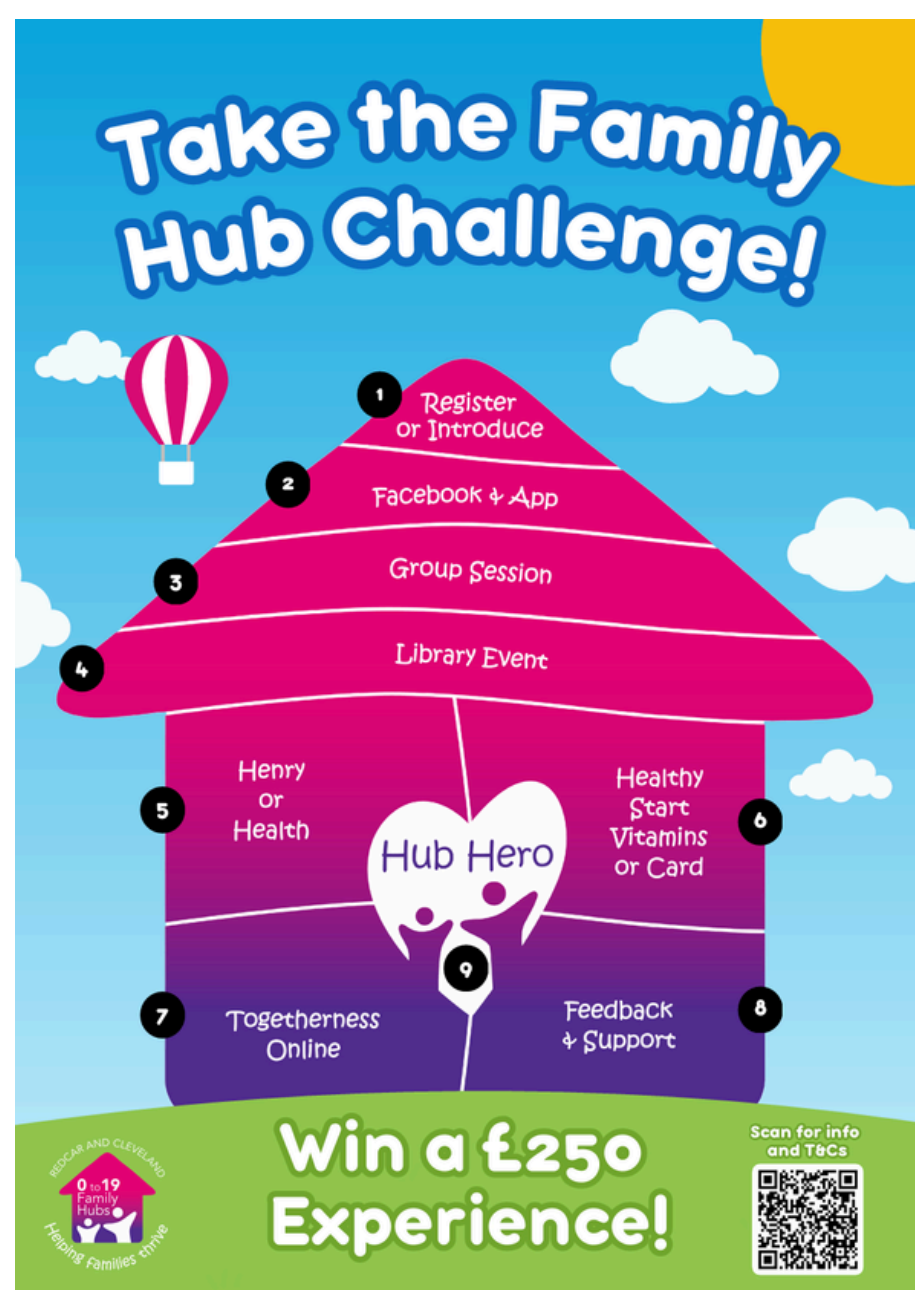 Take the Family
Hub Challenge!
1
Register
or Introduce
2
Facebook & App
3
Group Session
4
Library Event
5
Henry
or
Health
6
Healthy
Start
Vitamins
or Card
Hub Hero
9
7
Togetherness
Online
8
Feedback
& Support
REDCAR AND CLEVELAND
0 to 19
Family
Hubs
Helping families thrive
Win a £250
Experience!
Scan for info
and T&Cs